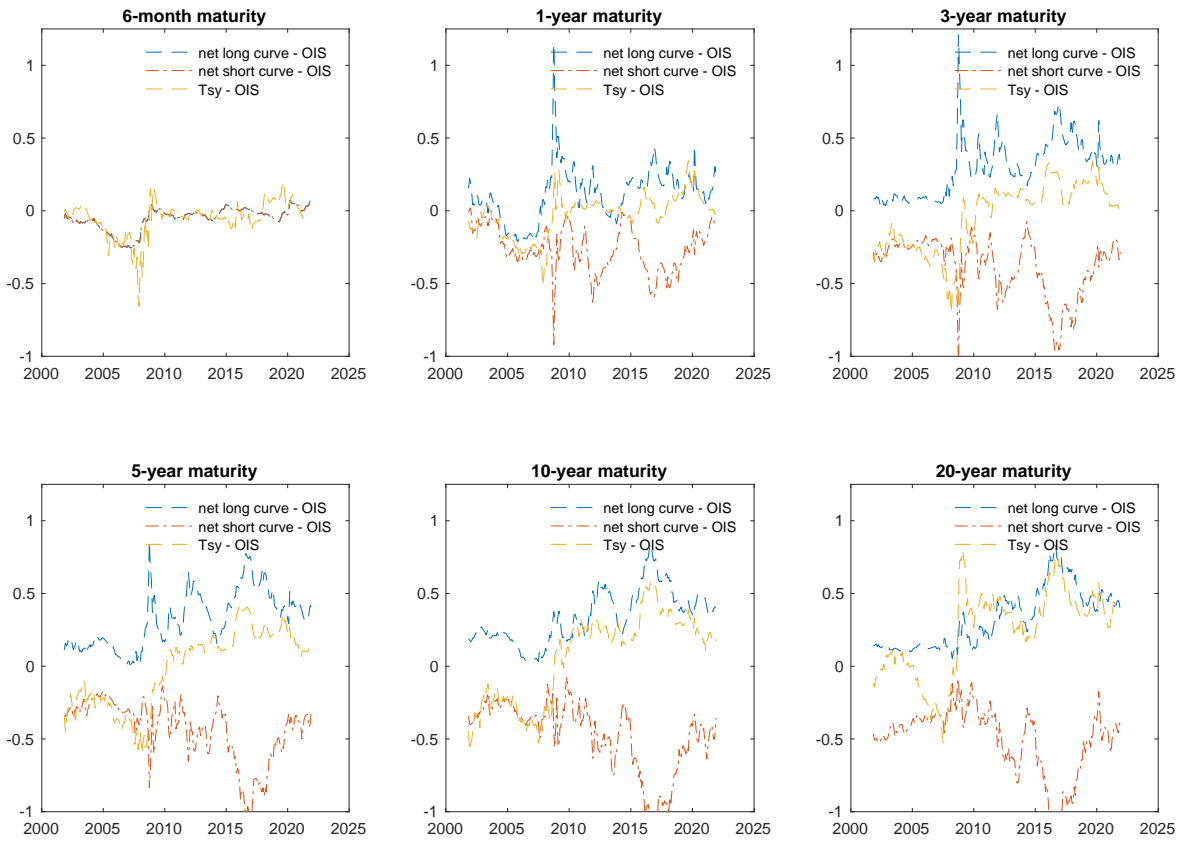 6-month maturity
1
0.5
0
-0.5
-1
2000 2005 2010 2015 2020 2025
net long curve - OIS
net short curve - OIS
Tsy - OIS
1-year maturity
1
0.5
0
-0.5
-1
2000 2005 2010 2015 2020 2025
net long curve - OIS
net short curve - OIS
Tsy - OIS
3-year maturity
1
0.5
0
-0.5
-1
2000 2005 2010 2015 2020 2025
net long curve - OIS
net short curve - OIS
Tsy - OIS
5-year maturity
1
0.5
0
-0.5
-1
2000 2005 2010 2015 2020 2025
net long curve - OIS
net short curve - OIS
Tsy - OIS
10-year maturity
1
0.5
0
-0.5
-1
2000 2005 2010 2015 2020 2025
net long curve - OIS
net short curve - OIS
Tsy - OIS
20-year maturity
1
0.5
0
-0.5
-1
2000 2005 2010 2015 2020 2025
net long curve - OIS
net short curve - OIS
Tsy - OIS